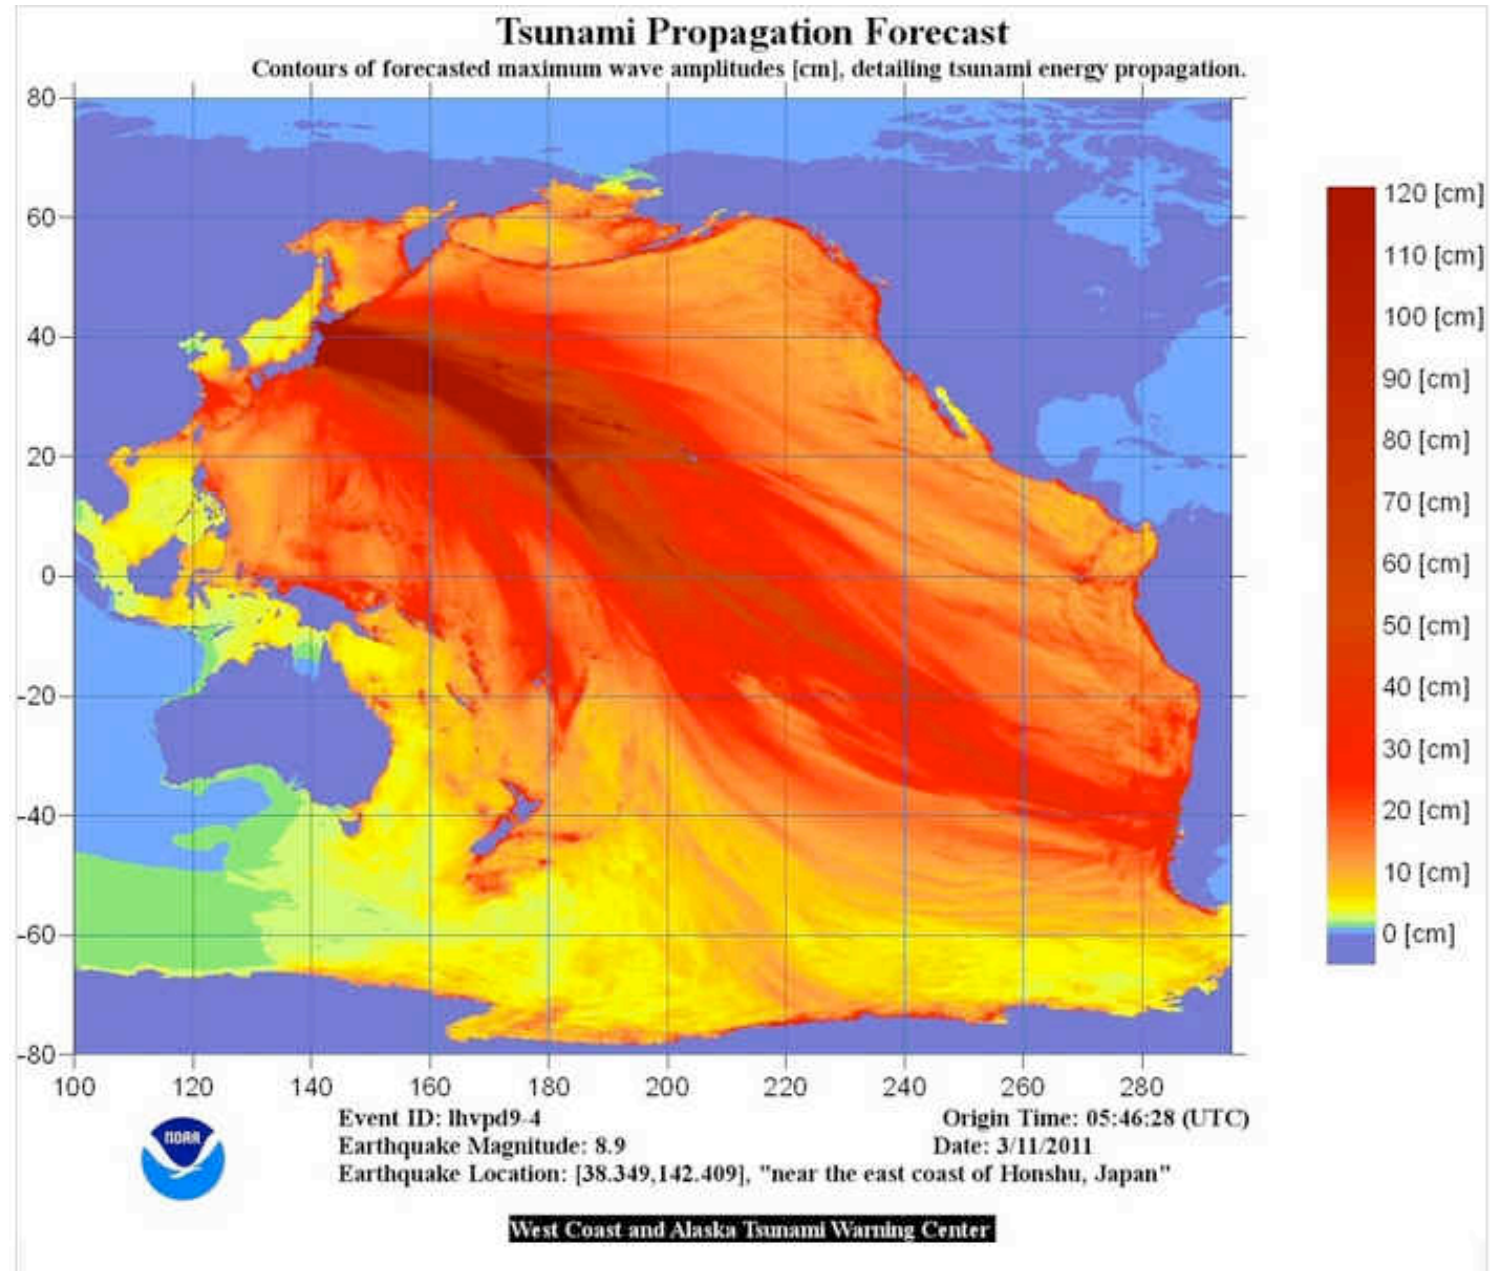 Tsunami Propagation Forecast
Contours of forecasted maximum wave amplitudes [cm], detailing tsunami energy propagation.
80
60
40
20
0
-20
-40
-60
-80
100 120 140 160 180 200 220 240 260 280
120 [cm]
110 [cm]
100 [cm]
90 [cm]
80 [cm]
70 [cm]
60 [cm]
50 [cm]
40 [cm]
30 [cm]
20 [cm]
10 [cm]
0 [cm]
NOAA
Event ID: lhvpd9-4 Origin Time: 05:46:28 (UTC)
Earthquake Magnitude: 8.9 Date: 3/11/2011
Earthquake Location: [38.349,142.409], "near the east coast of Honshu, Japan"
West Coast and Alaska Tsunami Warning Center